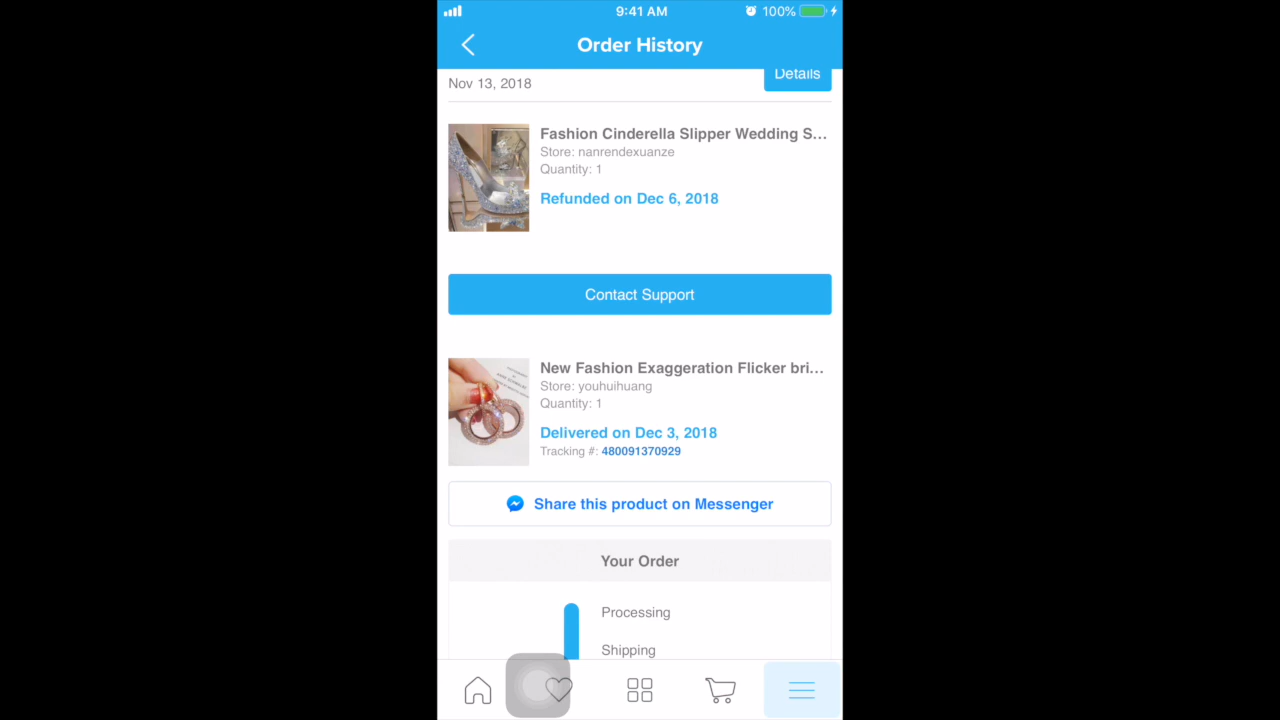 9:41 AM
100%
Order History
Nov 13, 2018
Details
Fashion Cinderella Slipper Wedding S...
Store: nanrendexuanze
Quantity: 1
Refunded on Dec 6, 2018
Contact Support
New Fashion Exaggeration Flicker bri...
Store: youhuihuang
Quantity: 1
Delivered on Dec 3, 2018
Tracking #: 480091370929
Share this product on Messenger
Your Order
Processing
Shipping